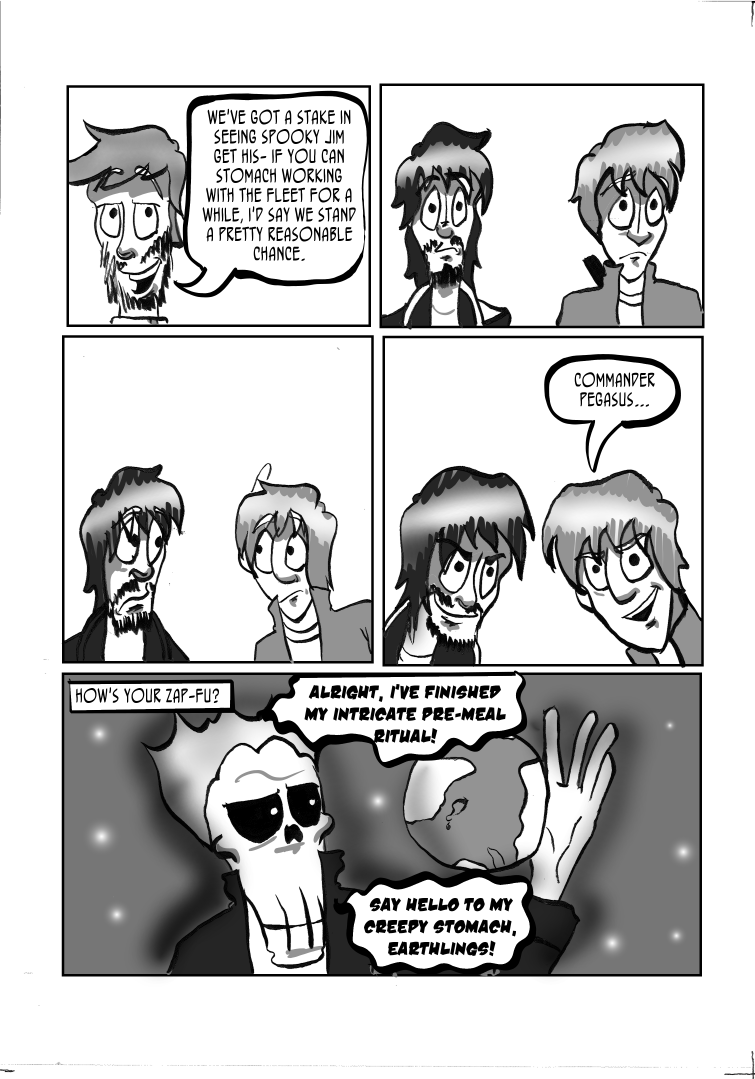 WE'VE GOT A STAKE IN
SEEING SPOOKY JIM
GET HIS- IF YOU CAN
STOMACH WORKING
WITH THE FLEET FOR A
WHILE, I'D SAY WE STAND
A PRETTY REASONABLE
CHANCE.
COMMANDER
PEGASUS...
HOW'S YOUR ZAP-FU?
ALRIGHT, I'VE FINISHED
MY INTRICATE PRE-MEAL
RITUAL!
SAY HELLO TO MY
CREEPY STOMACH,
EARTHLINGS!